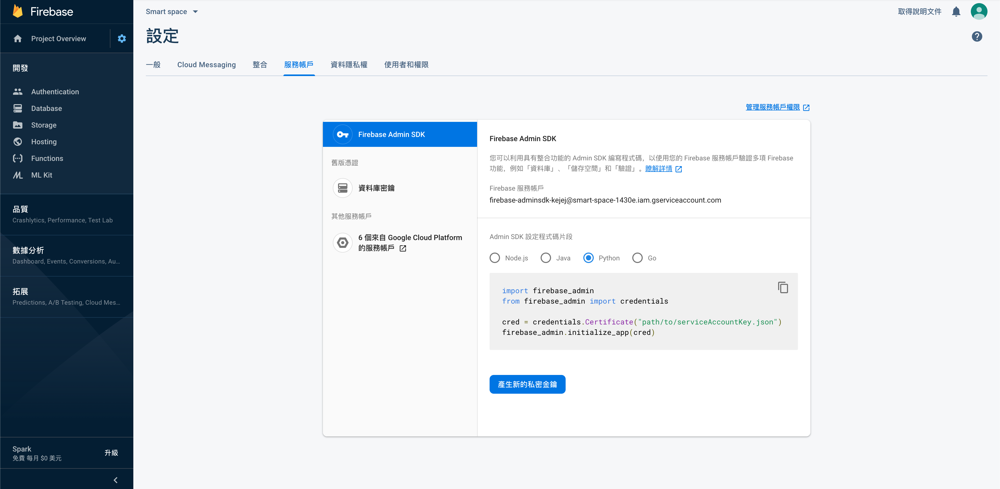 Firebase
Project Overview
開發
Authentication
Database
Storage
Hosting
Functions
ML Kit
品質
Crashlytics, Performance, Test Lab
數據分析
Dashboard, Events, Conversions, Au...
拓展
Predictions, A/B Testing, Cloud Mes...
Spark
免費 每月 $0 美元
升級
Smart space
取得說明文件
設定
一般
Cloud Messaging
整合
服務帳戶
資料隱私權
使用者和權限
管理服務帳戶權限
Firebase Admin SDK
舊版憑證
資料庫密鑰
其他服務帳戶
6 個來自 Google Cloud Platform
的服務帳戶
Firebase Admin SDK
您可以利用具有整合功能的 Admin SDK 編寫程式碼，以使用您的 Firebase 服務帳戶驗證多項 Firebase
功能，例如「資料庫」、「儲存空間」和「驗證」。瞭解詳情
Firebase 服務帳戶
firebase-adminsdk-kejej@smart-space-1430e.iam.gserviceaccount.com
Admin SDK 設定程式碼片段
Node.js
Java
Python
Go
import firebase_admin
from firebase_admin import credentials
cred = credentials.Certificate("path/to/serviceAccountKey.json")
firebase_admin.initialize_app(cred)
產生新的私密金鑰